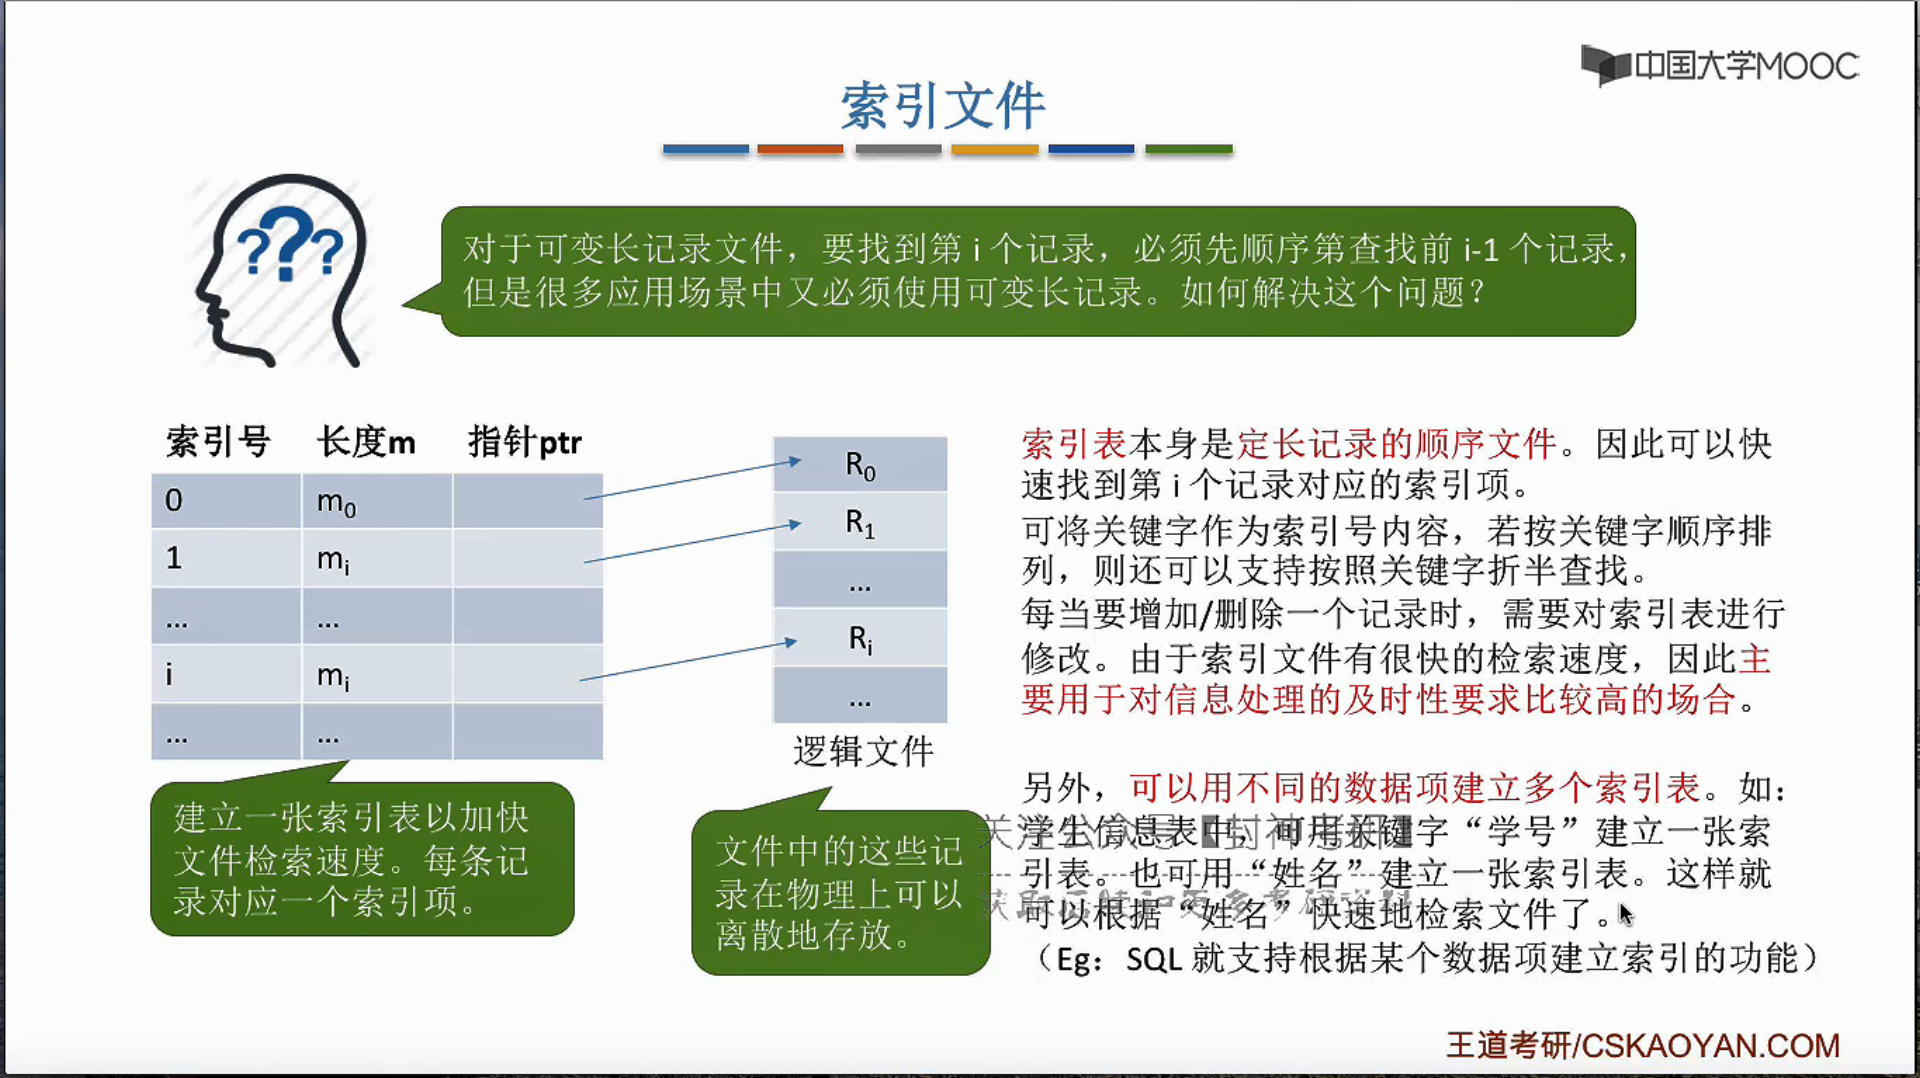 中国大学MOOC
索引文件
???
对于可变长记录文件，要找到第 i 个记录，必须先顺序第查找前 i-1 个记录，
但是很多应用场景中又必须使用可变长记录。如何解决这个问题？
索引号 长度m 指针ptr
0 m0
1 mi
... ...
i mi
... ...
R0
R1
...
Ri
...
逻辑文件
建立一张索引表以加快
文件检索速度。每条记
录对应一个索引项。
文件中的这些记
录在物理上可以
离散地存放。
索引表本身是定长记录的顺序文件。因此可以快
速找到第 i 个记录对应的索引项。
可将关键字作为索引号内容，若按关键字顺序排
列，则还可以支持按照关键字折半查找。
每当要增加/删除一个记录时，需要对索引表进行
修改。由于索引文件有很快的检索速度，因此主
要用于对信息处理的及时性要求比较高的场合。
另外，可以用不同的数据项建立多个索引表。如：
学生信息表中，可用关键字“学号”建立一张索
引表。也可用“姓名”建立一张索引表。这样就
可以根据“姓名”快速地检索文件了。
（Eg：SQL 就支持根据某个数据项建立索引的功能）
王道考研/CSKAOYAN.COM